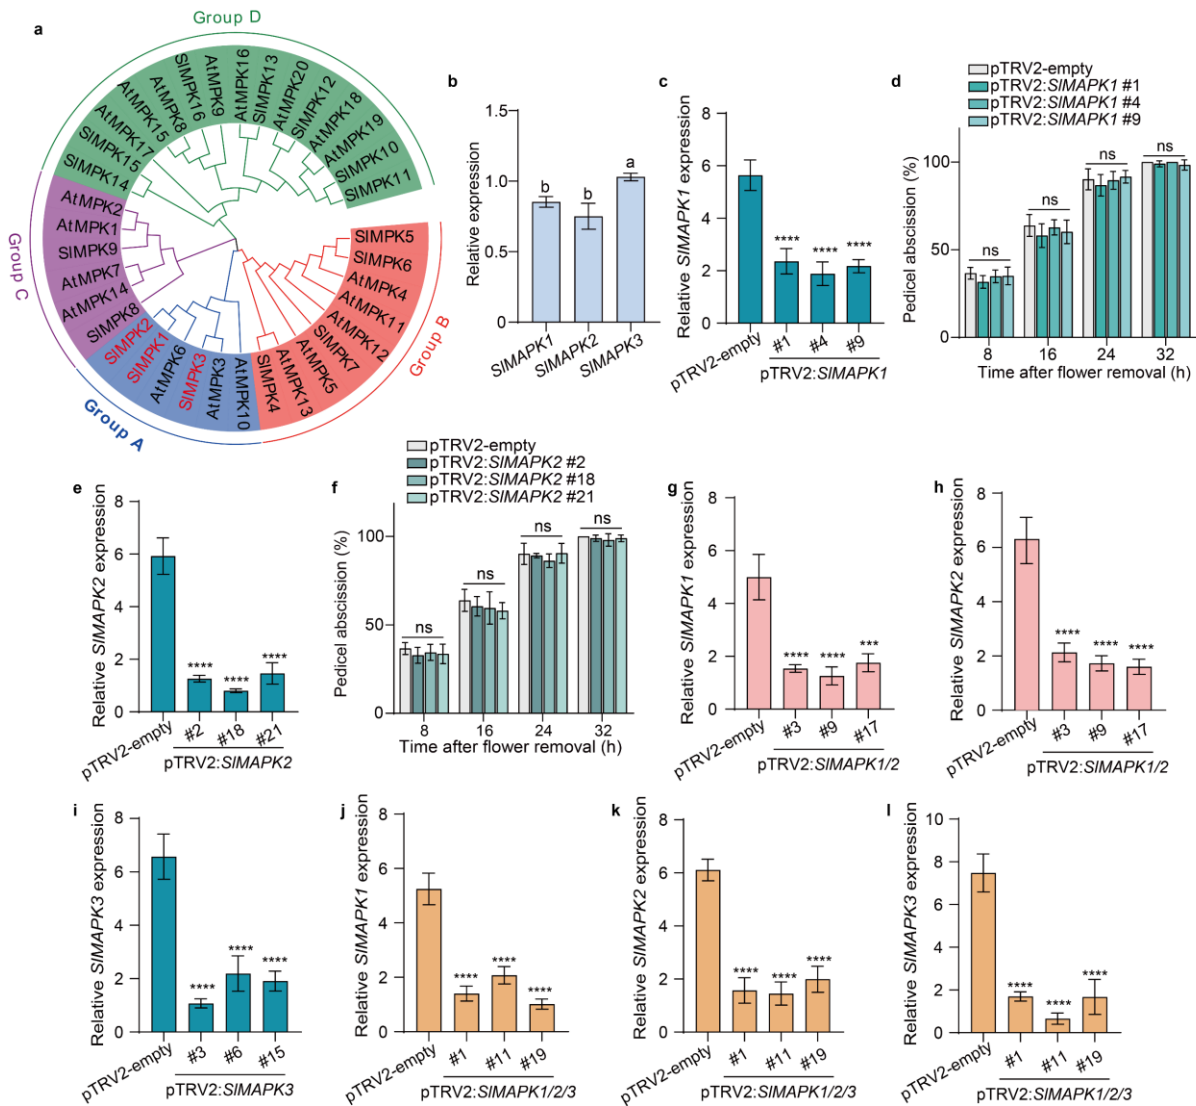 a
Group D
SlMPK14
SlMPK15
AtMPK17
AtMPK15
AtMPK8
SlMPK16
AtMPK9
AtMPK16
SlMPK13
AtMPK20
SlMPK12
AtMPK18
AtMPK19
SlMPK10
SlMPK11
Group C
AtMPK2
AtMPK1
SlMPK9
AtMPK7
AtMPK14
SlMPK8
Group A
SlMPK2
SlMPK1
AtMPK6
SlMPK3
AtMPK3
AtMPK10
Group B
SlMPK5
SlMPK6
AtMPK4
AtMPK11
AtMPK12
SlMPK7
AtMPK5
AtMPK13
SlMPK4
b
Relative expression
1.5
1.0
0.5
0
b
b
a
SlMAPK1
SlMAPK2
SlMAPK3
c
Relative SlMAPK1 expression
8
6
4
2
0
**** **** ****
pTRV2-empty
#1 #4 #9
pTRV2:SlMAPK1
d
pTRV2-empty
pTRV2:SlMAPK1 #1
pTRV2:SlMAPK1 #4
pTRV2:SlMAPK1 #9
Pedicel abscission (%)
100
50
0
ns ns ns ns
8 16 24 32
Time after flower removal (h)
e
Relative SlMAPK2 expression
8
6
4
2
0
**** **** ****
pTRV2-empty
#2 #18 #21
pTRV2:SlMAPK2
f
pTRV2-empty
pTRV2:SlMAPK2 #2
pTRV2:SlMAPK2 #18
pTRV2:SlMAPK2 #21
Pedicel abscission (%)
100
50
0
ns ns ns ns
8 16 24 32
Time after flower removal (h)
g
Relative SlMAPK1 expression
8
6
4
2
0
**** **** ***
pTRV2-empty
#3 #9 #17
pTRV2:SlMAPK1/2
h
Relative SlMAPK2 expression
8
6
4
2
0
**** **** ****
pTRV2-empty
#3 #9 #17
pTRV2:SlMAPK1/2
i
Relative SlMAPK3 expression
8
6
4
2
0
**** **** ****
pTRV2-empty
#3 #6 #15
pTRV2:SlMAPK3
j
Relative SlMAPK1 expression
8
6
4
2
0
**** **** ****
pTRV2-empty
#1 #11 #19
pTRV2:SlMAPK1/2/3
k
Relative SlMAPK2 expression
8
6
4
2
0
**** **** ****
pTRV2-empty
#1 #11 #19
pTRV2:SlMAPK1/2/3
l
Relative SlMAPK3 expression
10
8
6
4
2
0
**** **** ****
pTRV2-empty
#1 #11 #19
pTRV2:SlMAPK1/2/3